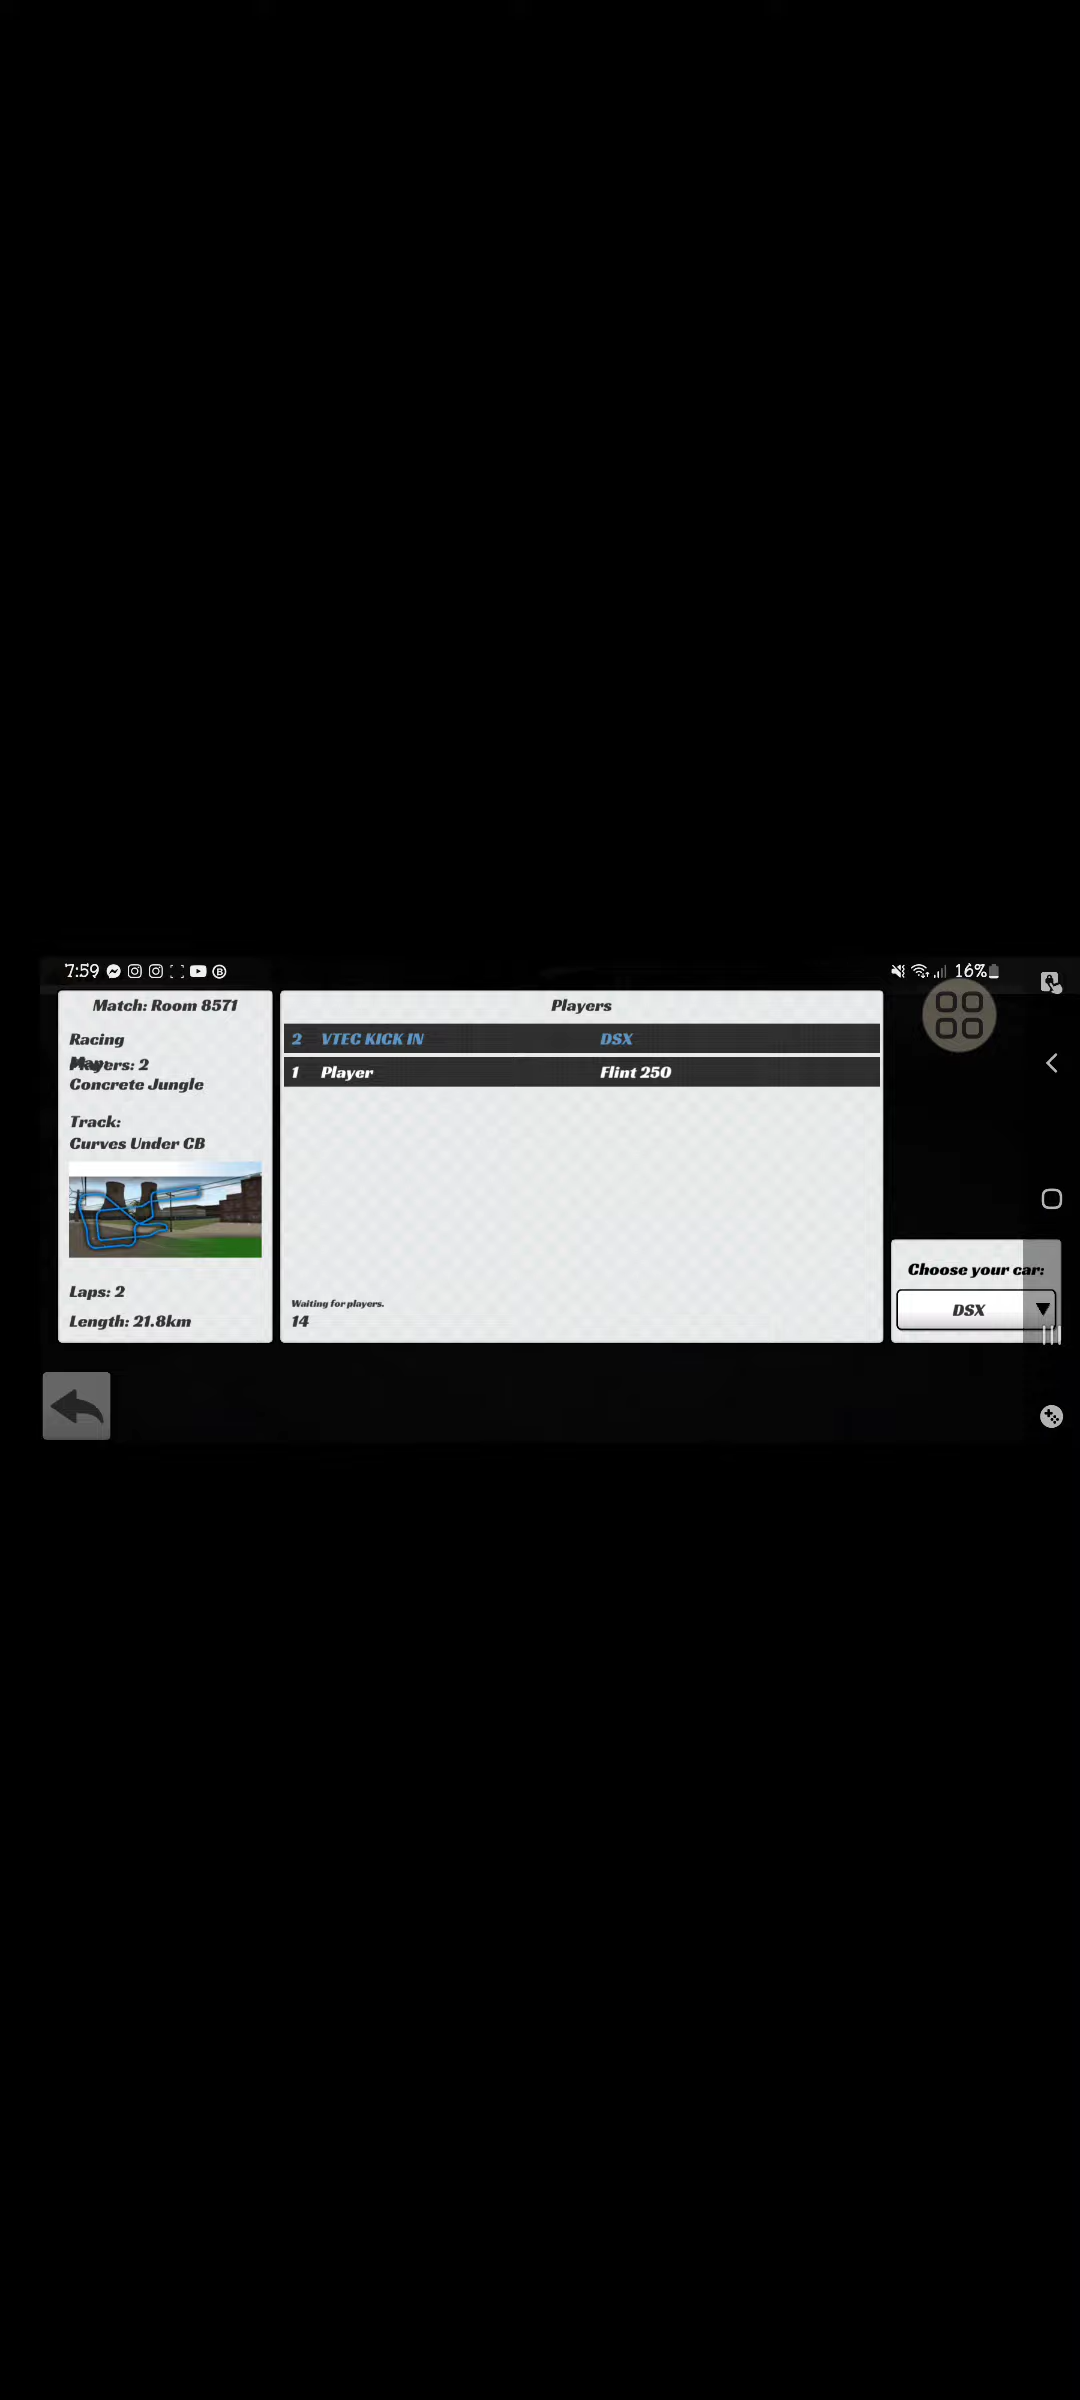 7:59
16%
Match: Room 8571
Racing
Players: 2
Concrete Jungle
Track:
Curves Under CB
Laps: 2
Length: 21.8km
Players
2 VTEC KICK IN DSX
1 Player Flint 250
Waiting for players.
14
Choose your car:
DSX